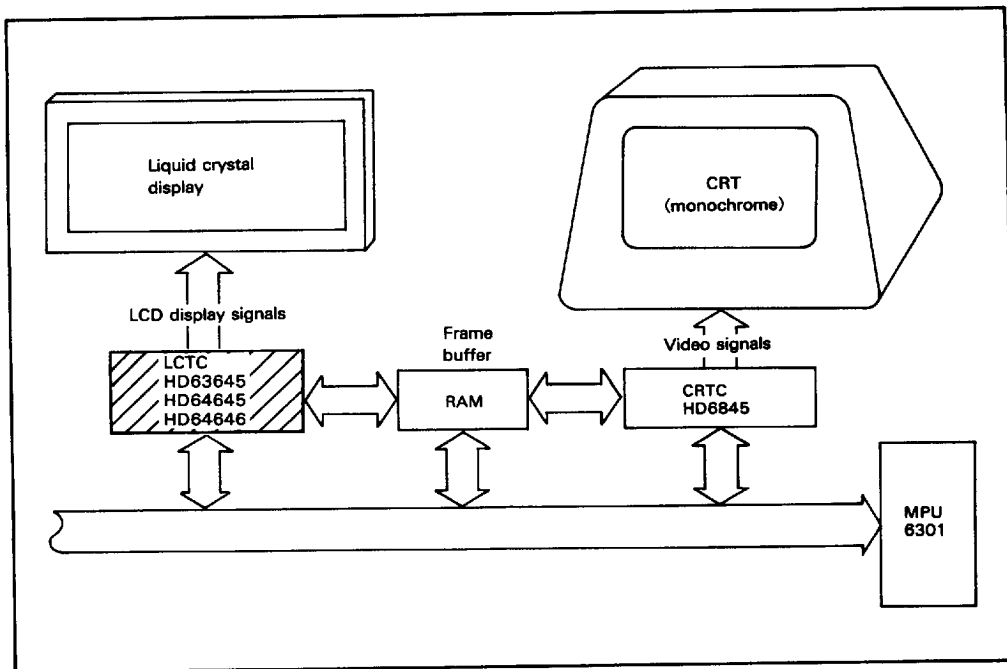 Liquid crystal
display
CRT
(monochrome)
LCD display signals
Frame
buffer
Video signals
LCTC
HD63645
HD64645
HD64646
RAM
CRTC
HD6845
MPU
6301